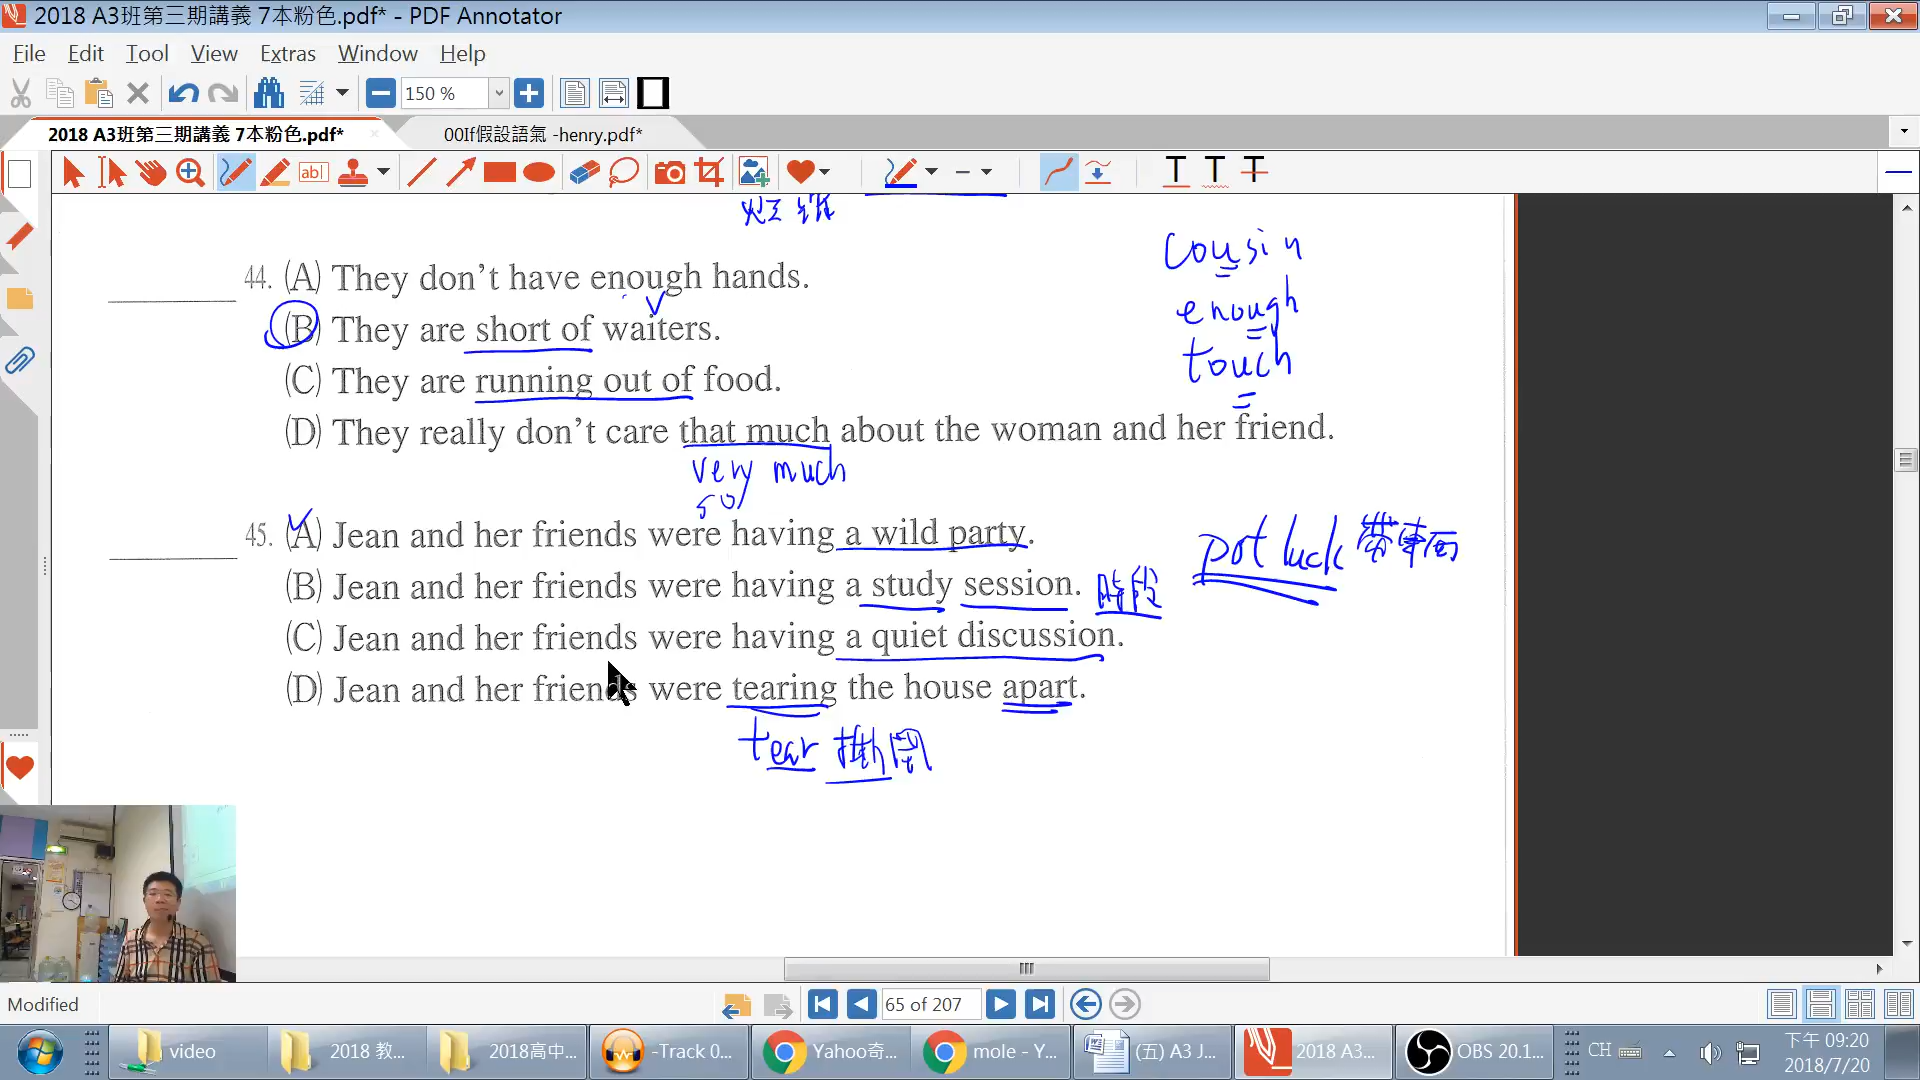 2018 A3班第三期講義 7本粉色.pdf* - PDF Annotator
File Edit Tool View Extras Window Help
150 %
2018 A3班第三期講義 7本粉色.pdf* 00If假設語氣 -henry.pdf*
cousin
44. (A) They don't have enough hands.
enough
(B) They are short of waiters.
touch
(C) They are running out of food.
(D) They really don't care that much about the woman and her friend.
very much
so
45. (A) Jean and her friends were having a wild party.
pot luck 帶東西
(B) Jean and her friends were having a study session. 時段
(C) Jean and her friends were having a quiet discussion.
(D) Jean and her friends were tearing the house apart.
tear
Modified
65 of 207
video 2018 教... 2018高中... -Track 0... Yahoo奇... mole - Y... (五) A3 J... 2018 A3... OBS 20.1... CH 下午 09:20
2018/7/20